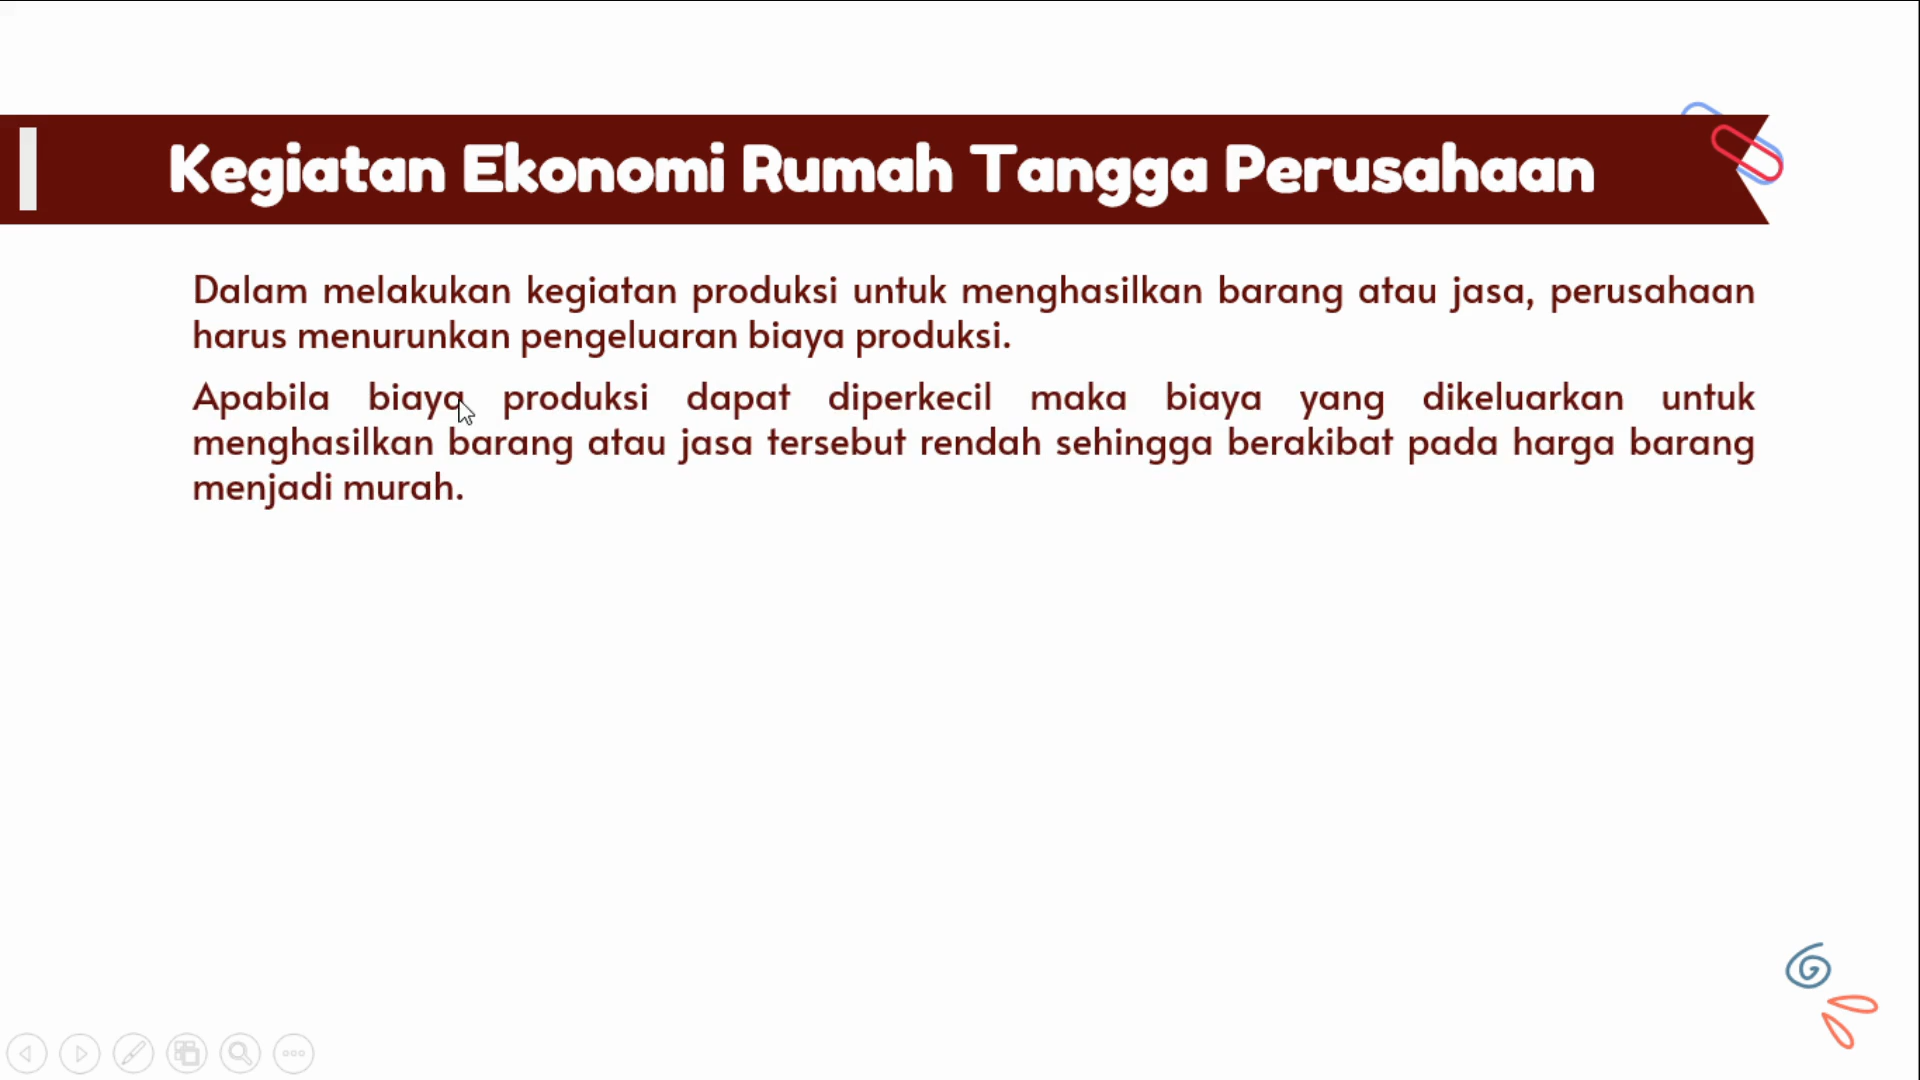 Kegiatan Ekonomi Rumah Tangga Perusahaan
Dalam melakukan kegiatan produksi untuk menghasilkan barang atau jasa, perusahaan
harus menurunkan pengeluaran biaya produksi.
Apabila biaya produksi dapat diperkecil maka biaya yang dikeluarkan untuk
menghasilkan barang atau jasa tersebut rendah sehingga berakibat pada harga barang
menjadi murah.